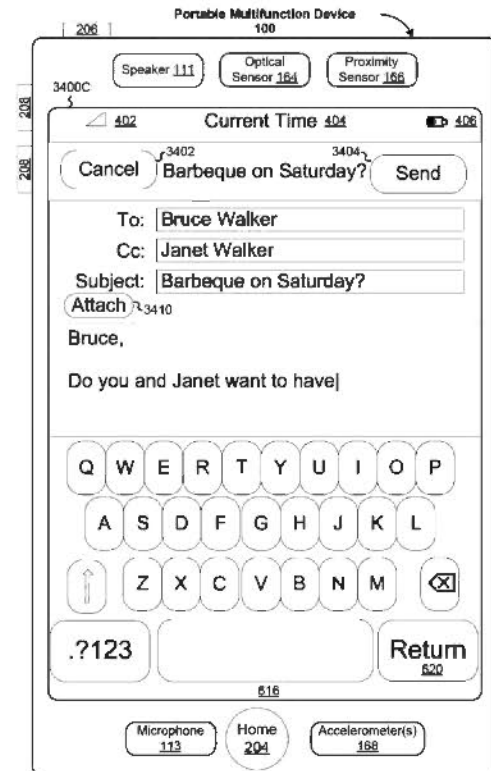 Portable Multifunction Device
100
206
Speaker 111
Optical Sensor 164
Proximity Sensor 166
3400C
208
208
402
Current Time 404
406
3402
3404
Cancel
Barbeque on Saturday?
Send
To: Bruce Walker
Cc: Janet Walker
Subject: Barbeque on Saturday?
Attach 3410
Bruce,
Do you and Janet want to have
Q W E R T Y U I O P
A S D F G H J K L
Z X C V B N M
.?123
Return
620
616
Microphone 113
Home 204
Accelerometer(s) 168